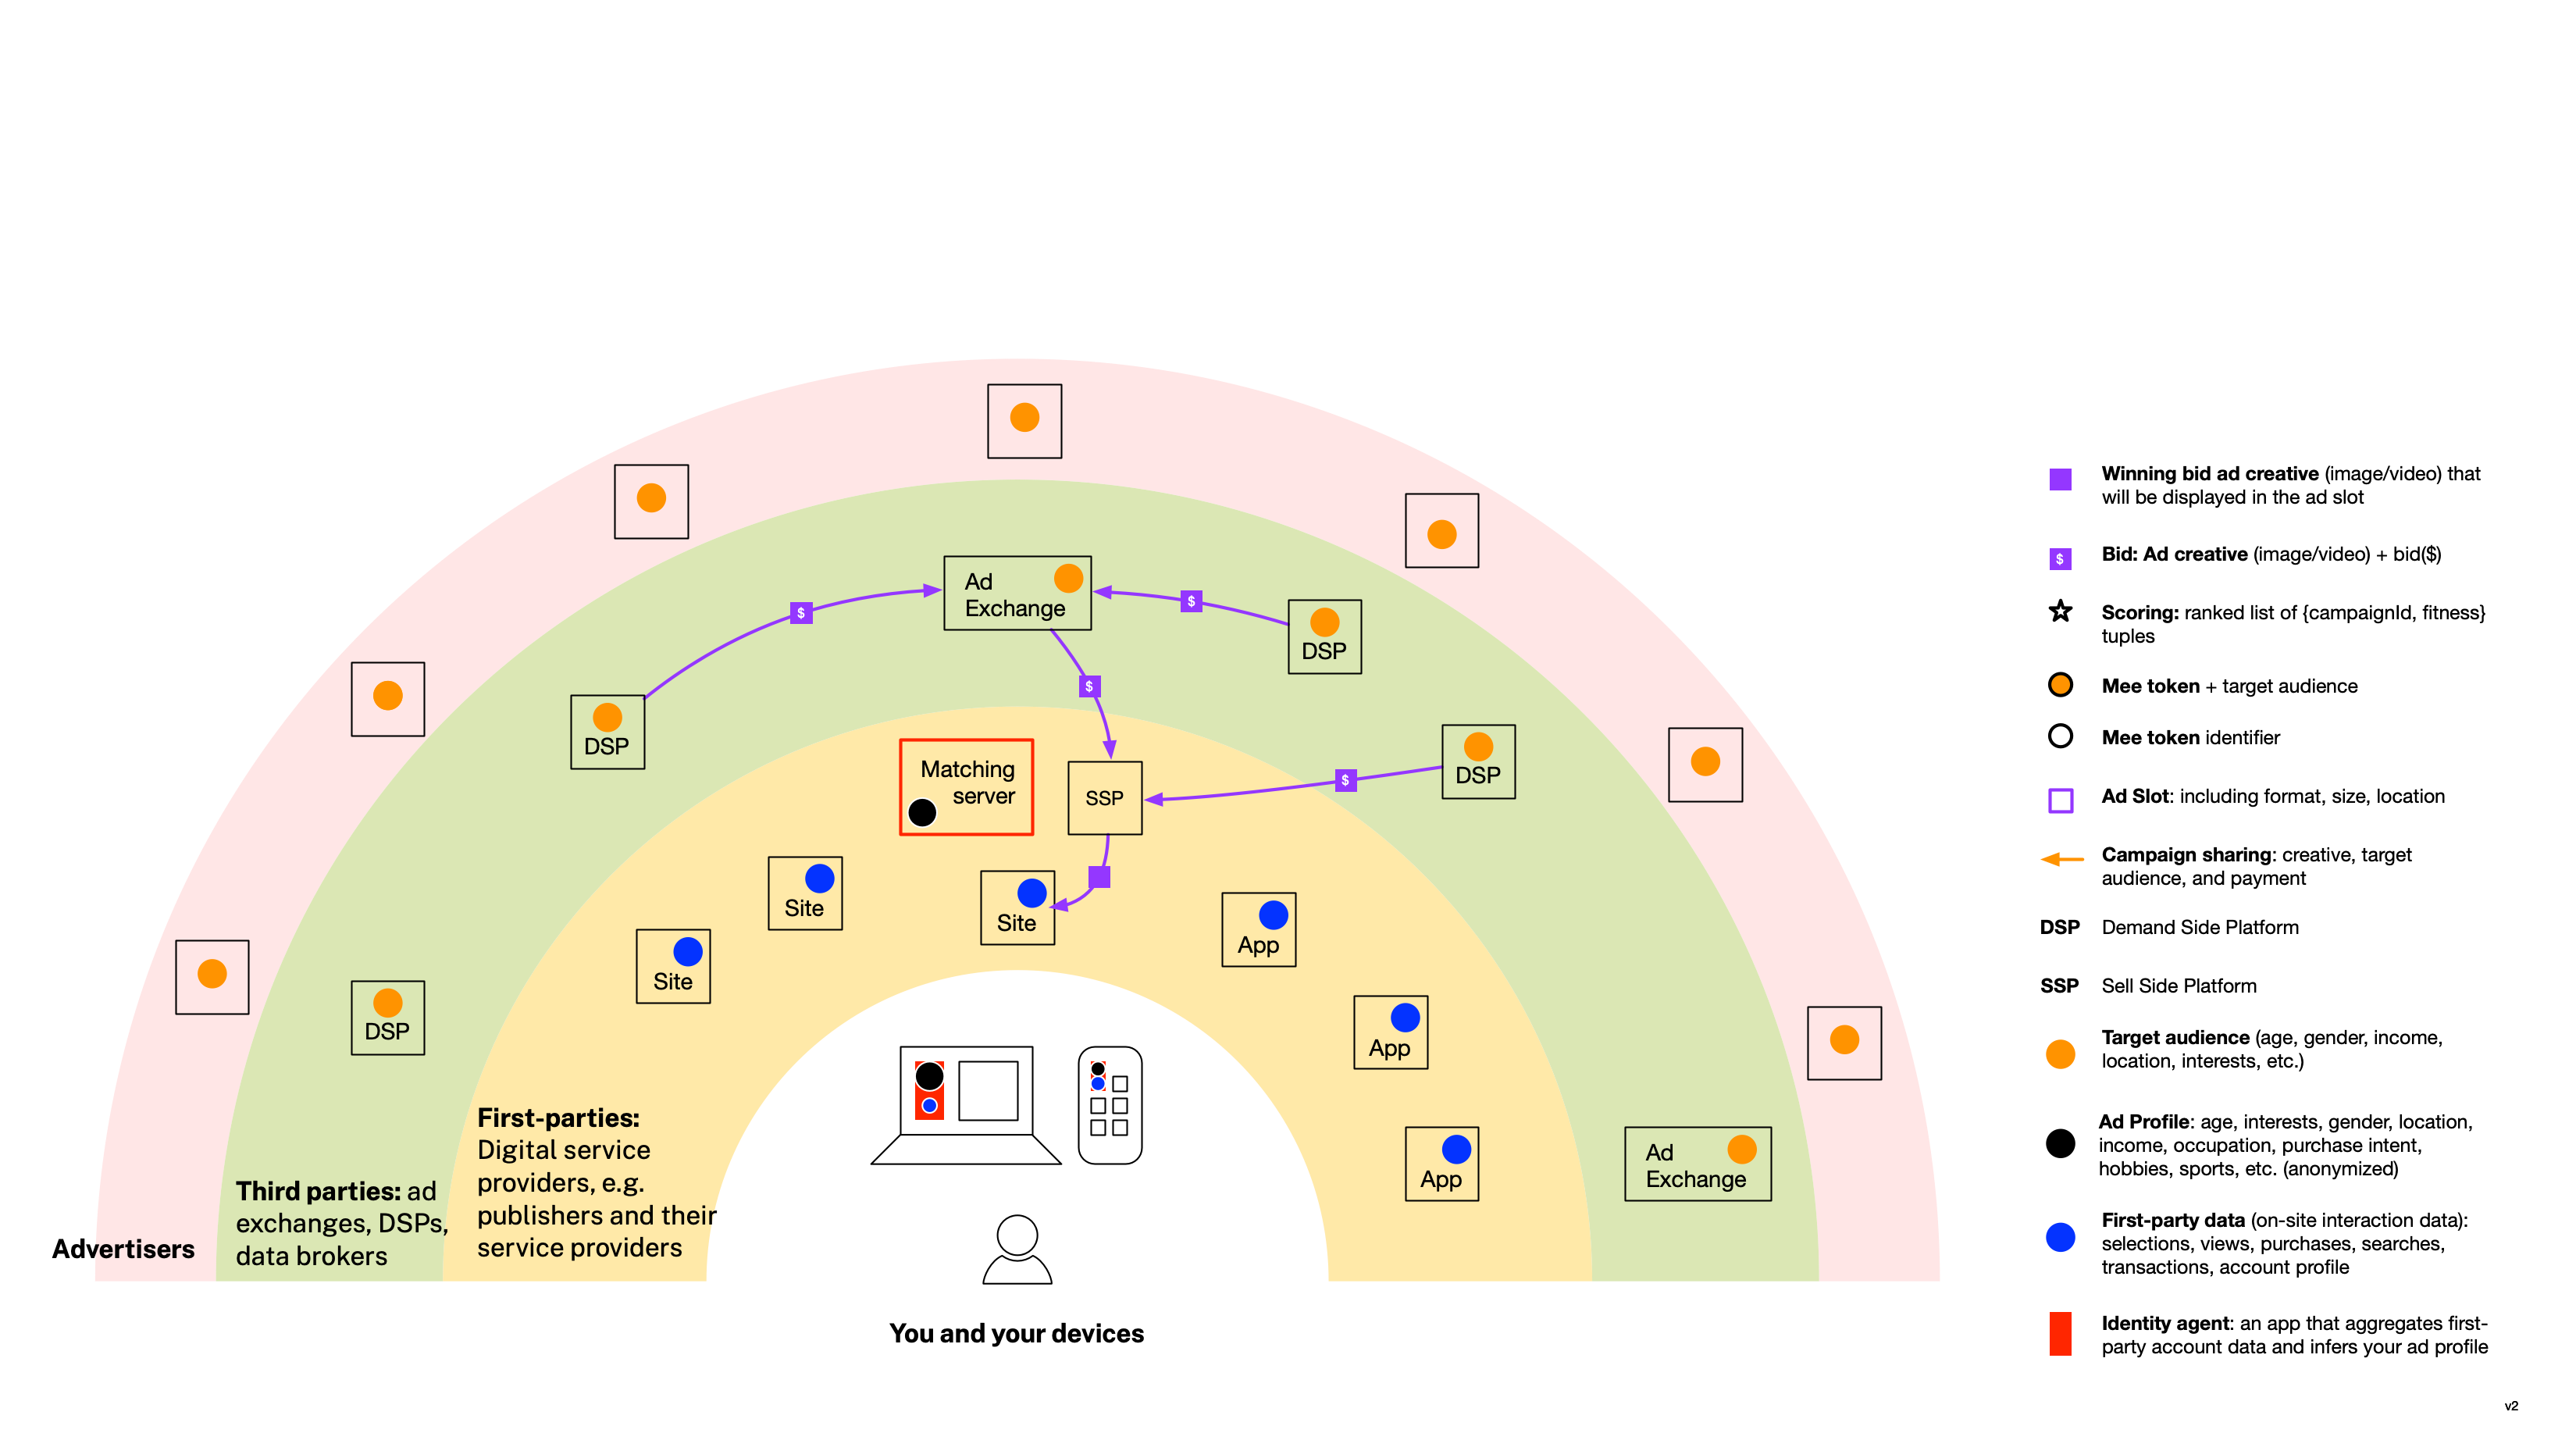 Ad
Exchange
$
$
DSP
$
DSP
Matching
server
SSP
$
DSP
Site
Site
App
Site
DSP
App
First-parties:
Digital service
providers, e.g.
publishers and their
service providers
App
Ad
Exchange
Third parties: ad
exchanges, DSPs,
data brokers
Advertisers
You and your devices
Winning bid ad creative (image/video) that
will be displayed in the ad slot
$
Bid: Ad creative (image/video) + bid($)
Scoring: ranked list of {campaignId, fitness}
tuples
Mee token + target audience
Mee token identifier
Ad Slot: including format, size, location
Campaign sharing: creative, target
audience, and payment
DSP Demand Side Platform
SSP Sell Side Platform
Target audience (age, gender, income,
location, interests, etc.)
Ad Profile: age, interests, gender, location,
income, occupation, purchase intent,
hobbies, sports, etc. (anonymized)
First-party data (on-site interaction data):
selections, views, purchases, searches,
transactions, account profile
Identity agent: an app that aggregates first-
party account data and infers your ad profile
v2